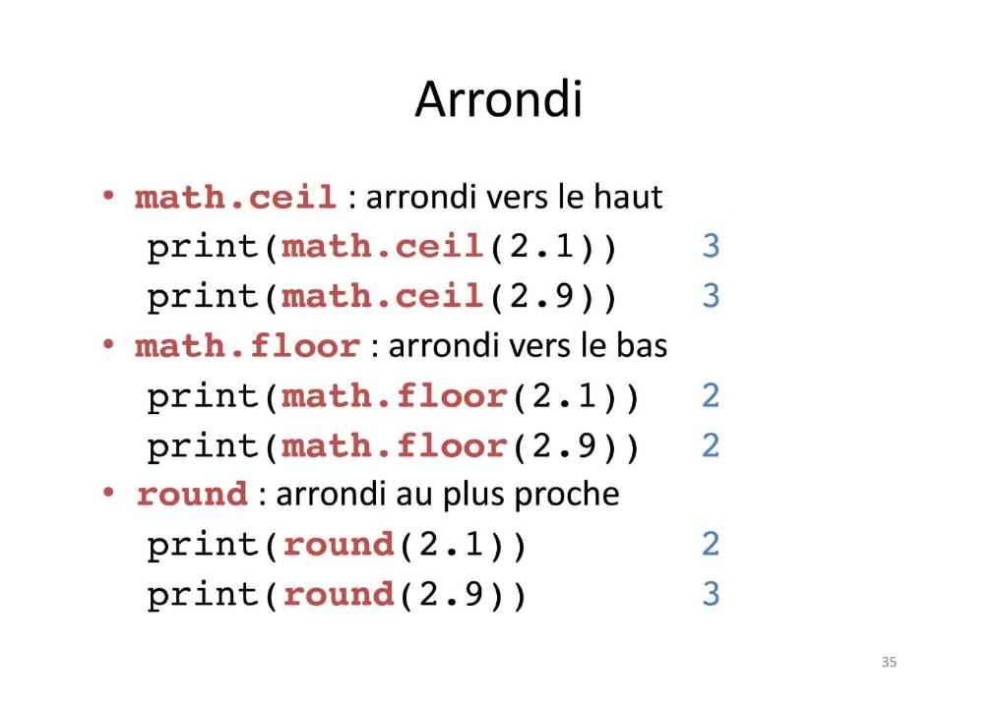 Arrondi
• math.ceil : arrondi vers le haut
print(math.ceil(2.1)) 3
print(math.ceil(2.9)) 3
• math.floor : arrondi vers le bas
print(math.floor(2.1)) 2
print(math.floor(2.9)) 2
• round : arrondi au plus proche
print(round(2.1)) 2
print(round(2.9)) 3
35